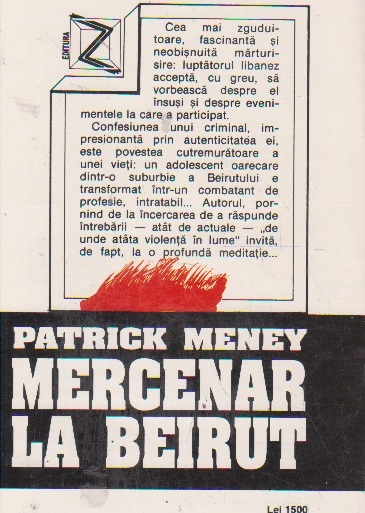 EDITURA
Z
Cea mai zgudui-
toare, fascinantă și
neobișnuită mărturi-
sire: luptătorul libanez
acceptă, cu greu, să
vorbească despre el
însuși și despre eveni-
mentele la care a participat.
Confesiunea unui criminal, im-
presionantă prin autenticitatea ei,
este povestea cutremurătoare a
unei vieți: un adolescent oarecare
dintr-o suburbie a Beirutului e
transformat într-un combatant de
profesie, intratabil... Autorul, por-
nind de la încercarea de a răspunde
întrebării — atât de actuale — „de
unde atâta violență în lume" invită,
de fapt, la o profundă meditație...
PATRICK MENEY
MERCENAR
LA BEIRUT
Lei 1500